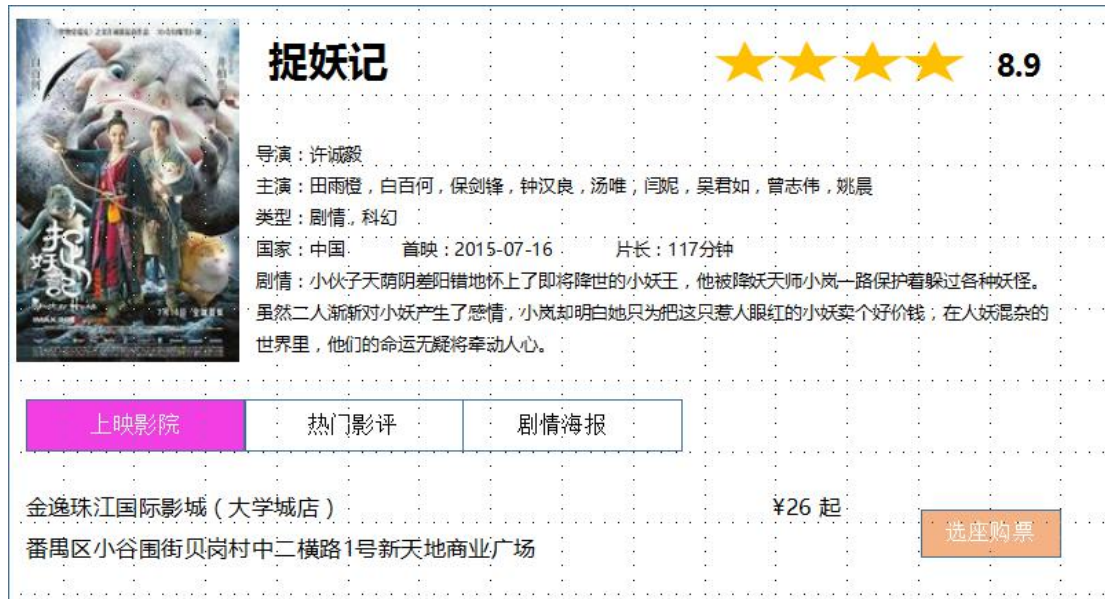 捉妖记
8.9
导演：许诚毅
主演：田雨橙，白百何，保剑锋，钟汉良，汤唯；闫妮，吴君如，曾志伟，姚晨
类型：剧情，科幻
国家：中国 首映：2015-07-16 片长：117分钟
剧情：小伙子天荫阴差阳错地怀上了即将降世的小妖王，他被降妖天师小岚一路保护着躲过各种妖怪。
虽然二人渐渐对小妖产生了感情，小岚却明白她只为把这只惹人眼红的小妖卖个好价钱；在人妖混杂的
世界里，他们的命运无疑将牵动人心。
捉妖记
上映影院 热门影评 剧情海报
金逸珠江国际影城（大学城店）
¥26 起
番禺区小谷围街贝岗村中二横路1号新天地商业广场
选座购票